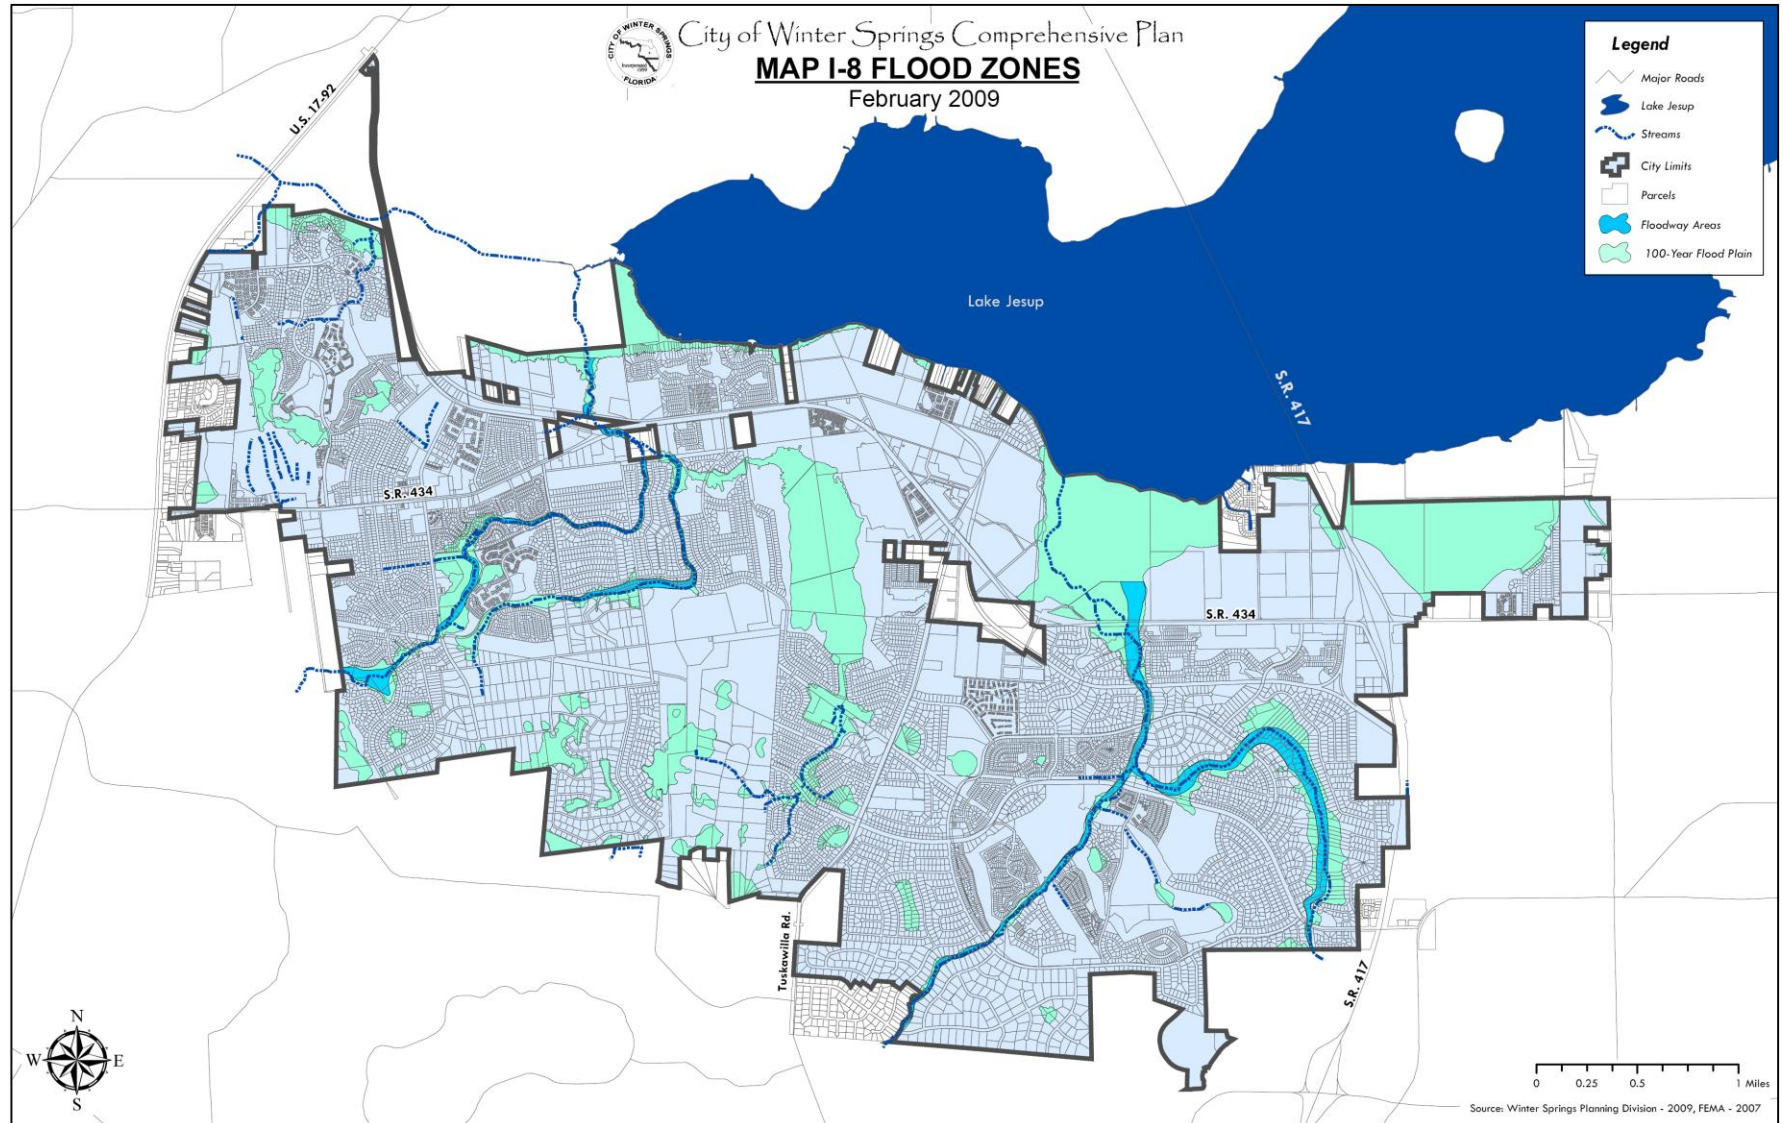 City of Winter Springs Comprehensive Plan
MAP I-8 FLOOD ZONES
February 2009
CITY OF WINTER SPRINGS
Incorporated
1959
FLORIDA
Legend
Major Roads
Lake Jesup
Streams
City Limits
Parcels
Floodway Areas
100-Year Flood Plain
U.S. 17-92
Lake Jesup
S.R. 417
S.R. 434
S.R. 434
Tuskawilla Rd.
S.R. 417
N
W E
S
0 0.25 0.5 1 Miles
Source: Winter Springs Planning Division - 2009, FEMA - 2007